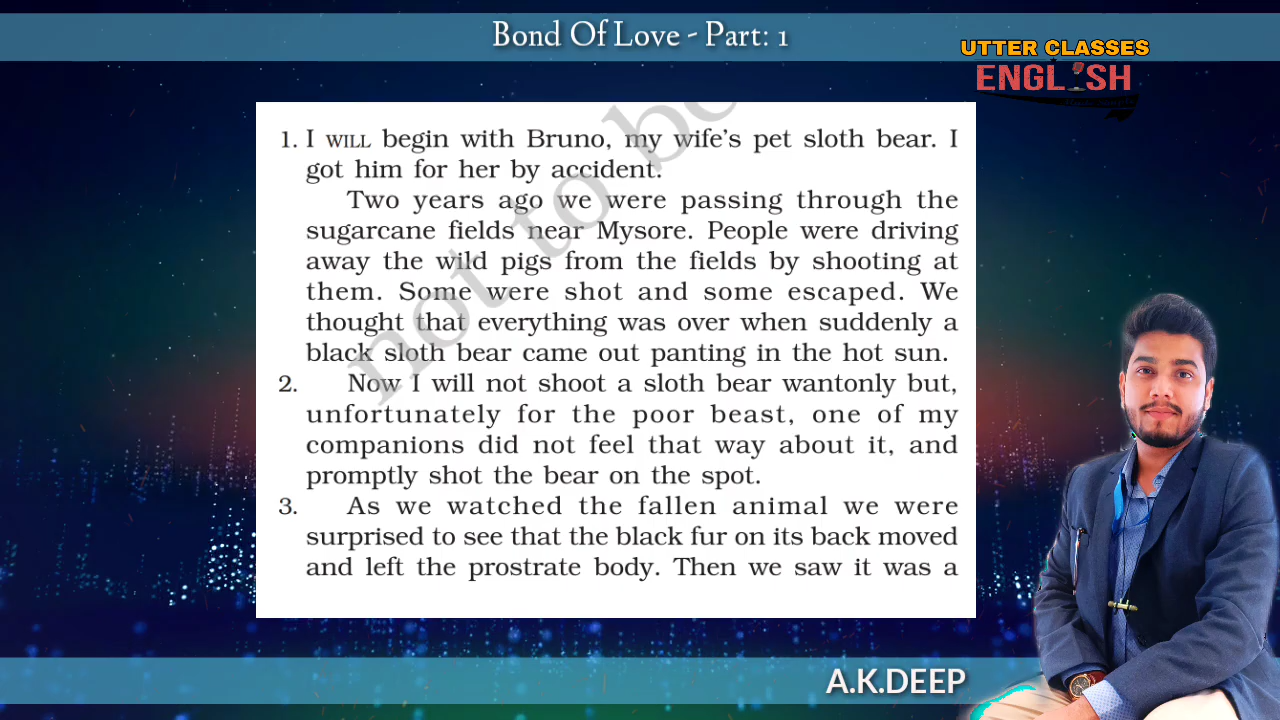 Bond Of Love - Part: 1
UTTER CLASSES
ENGLISH
not to be
1. I WILL begin with Bruno, my wife's pet sloth bear. I
got him for her by accident.
Two years ago we were passing through the
sugarcane fields near Mysore. People were driving
away the wild pigs from the fields by shooting at
them. Some were shot and some escaped. We
thought that everything was over when suddenly a
black sloth bear came out panting in the hot sun.
2. Now I will not shoot a sloth bear wantonly but,
unfortunately for the poor beast, one of my
companions did not feel that way about it, and
promptly shot the bear on the spot.
3. As we watched the fallen animal we were
surprised to see that the black fur on its back moved
and left the prostrate body. Then we saw it was a
A.K.DEEP